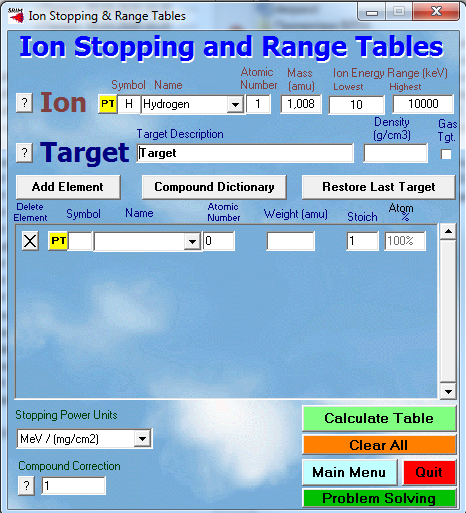 SRIM
Ion Stopping & Range Tables
Ion Stopping and Range Tables
Symbol Name Atomic Number Mass (amu) Ion Energy Range (keV) Lowest Highest
? Ion PT H Hydrogen 1 1,008 10 10000
Target Description Density (g/cm3) Gas Tgt.
? Target Target
Add Element Compound Dictionary Restore Last Target
Delete Element Symbol Name Atomic Number Weight (amu) Stoich Atom %
X PT 0 1 100%
Stopping Power Units
MeV / (mg/cm2)
Compound Correction
? 1
Calculate Table
Clear All
Main Menu Quit
Problem Solving